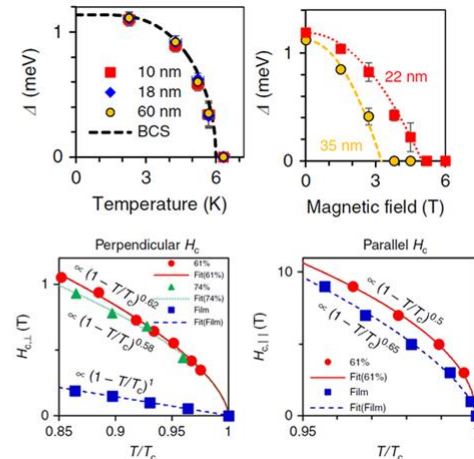 Δ (meV)
1
0
10 nm
18 nm
60 nm
BCS
0 3 6
Temperature (K)
Δ (meV)
1
0
22 nm
35 nm
0 3 6
Magnetic field (T)
Perpendicular Hc
Hc,⊥ (T)
1
0
∝ (1 − T/Tc)^0.62
∝ (1 − T/Tc)^0.58
∝ (1 − T/Tc)^1
61%
Fit(61%)
74%
Fit(74%)
Film
Fit(Film)
0.85 0.9 0.95 1
T/Tc
Parallel Hc
Hc,|| (T)
10
0
∝ (1 − T/Tc)^0.5
∝ (1 − T/Tc)^0.65
61%
Fit(61%)
Film
Fit(Film)
0.95 1
T/Tc